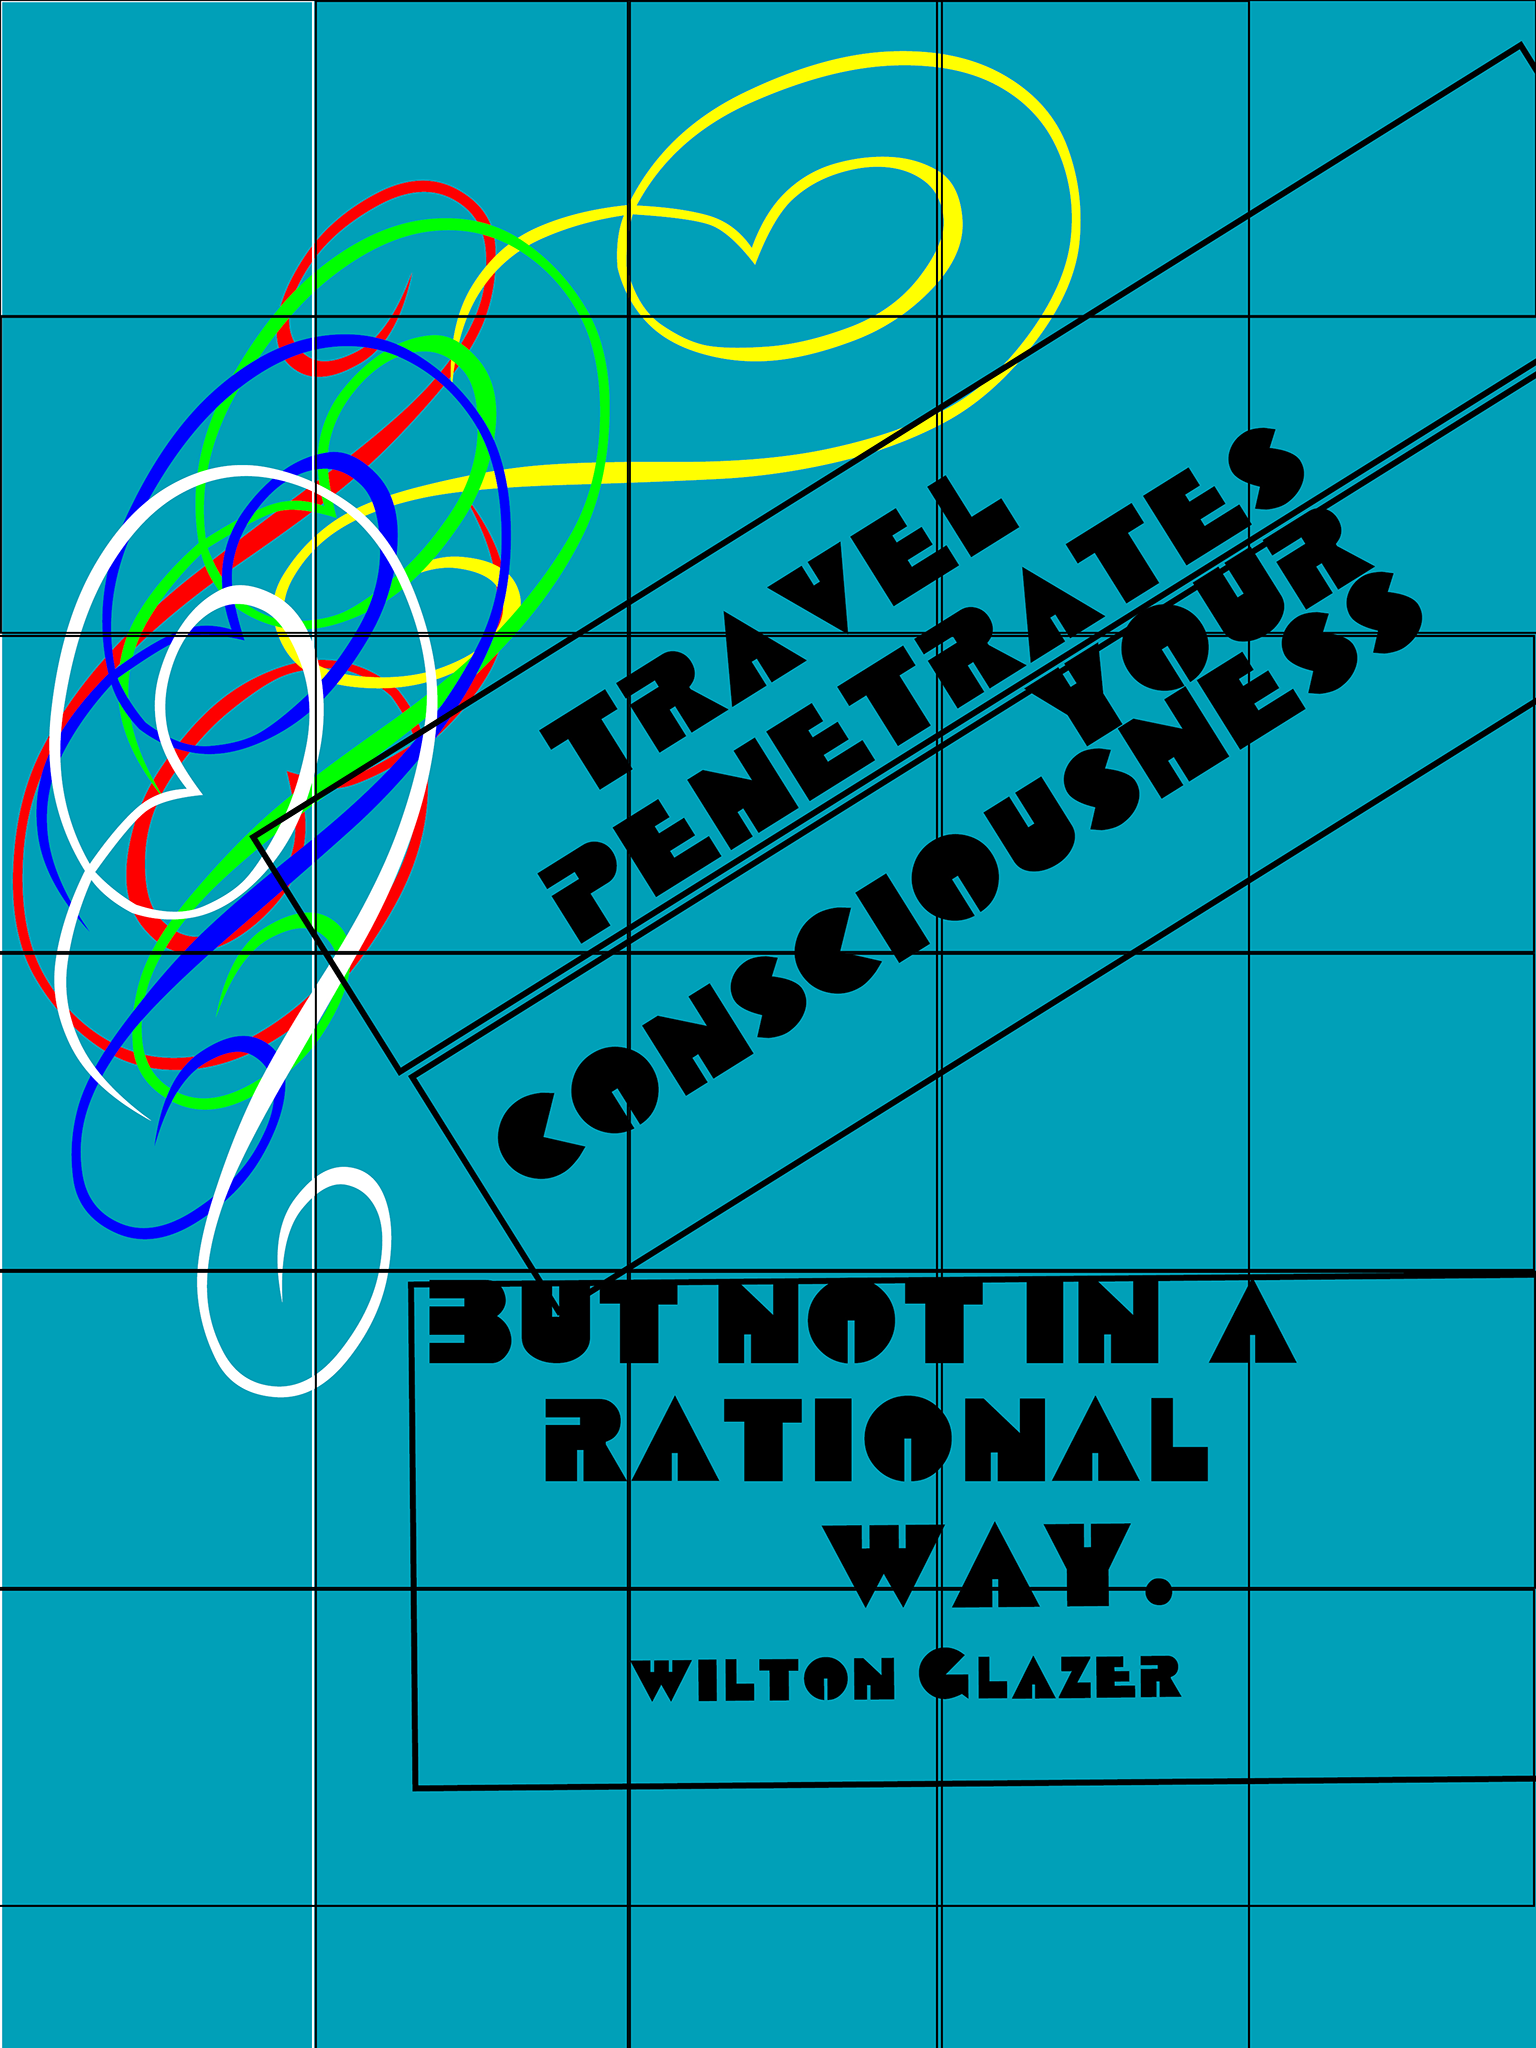 TRAVEL
PENETRATES
YOUR
CONSCIOUSNESS
BUT NOT IN A
RATIONAL
WAY.
WILTON GLAZER